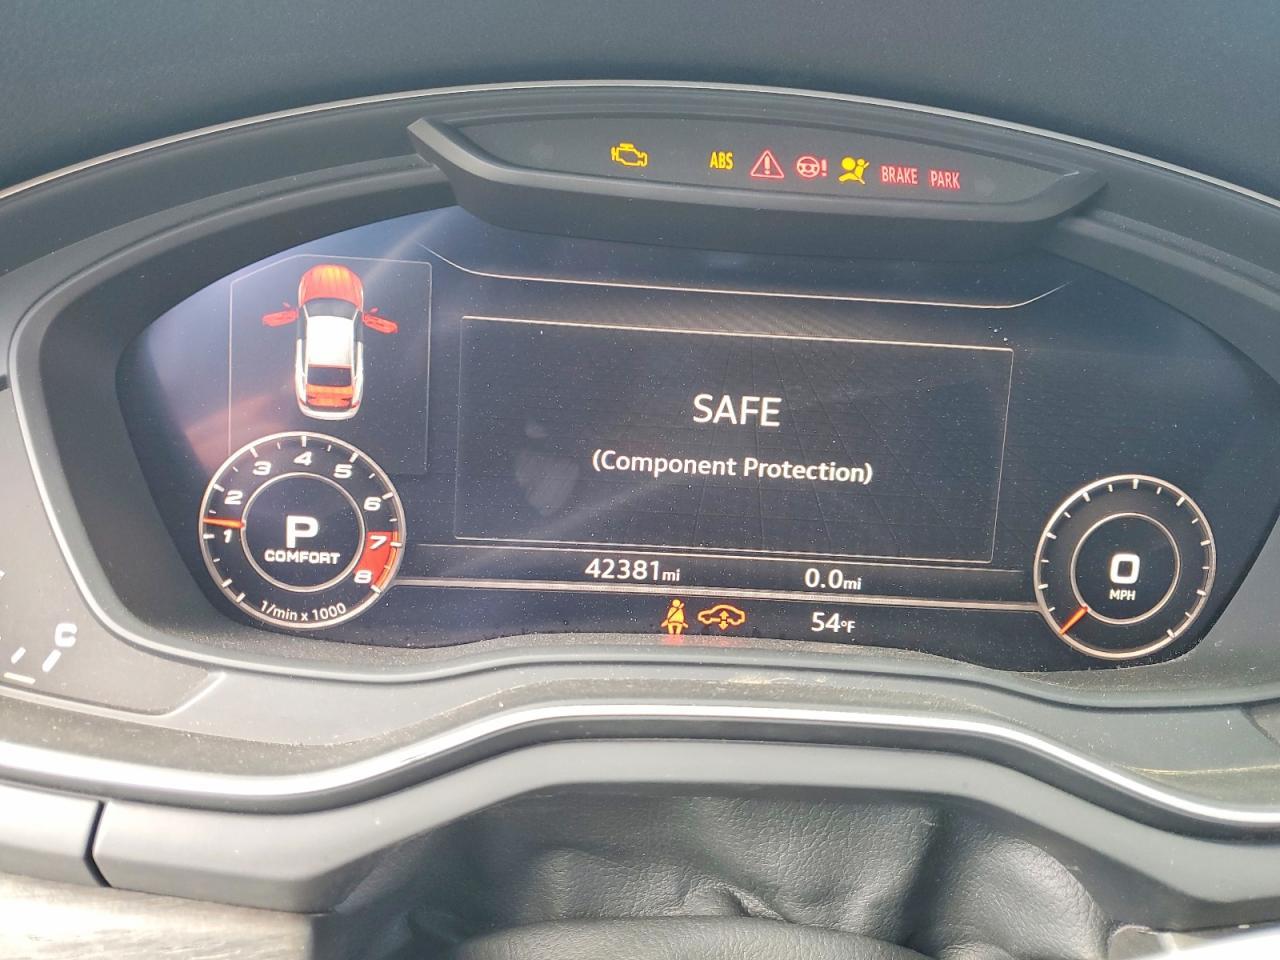 ABS
BRAKE PARK
SAFE
(Component Protection)
1 2 3 4 5 6 7 8
P
COMFORT
1/min x 1000
42381mi 0.0mi
54°F
0
MPH
C